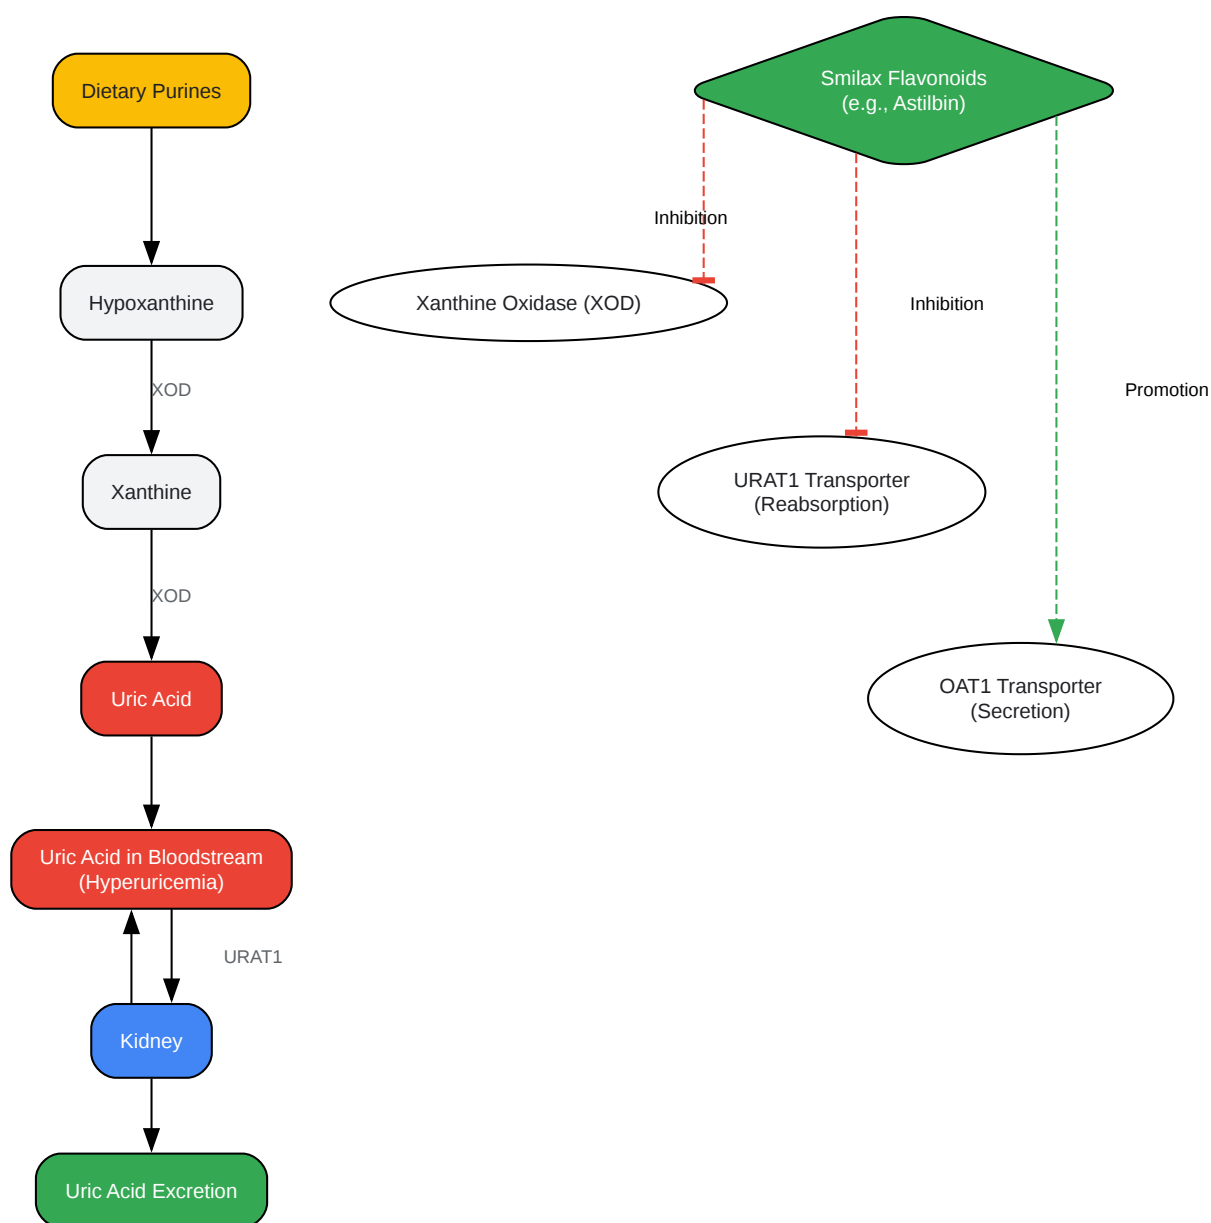 Dietary Purines
Smilax Flavonoids
(e.g., Astilbin)
Inhibition
Hypoxanthine
Xanthine Oxidase (XOD)
Inhibition
XOD
Promotion
Xanthine
URAT1 Transporter
(Reabsorption)
XOD
Uric Acid
OAT1 Transporter
(Secretion)
Uric Acid in Bloodstream
(Hyperuricemia)
URAT1
Kidney
Uric Acid Excretion